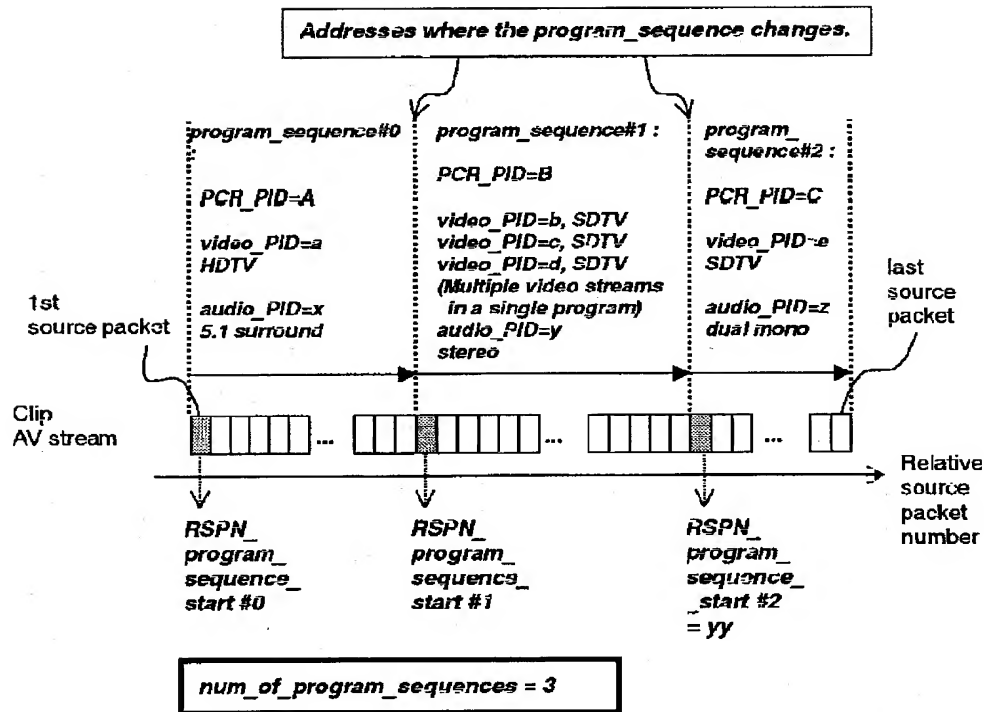 Addresses where the program_sequence changes.
program_sequence#0
:
PCR_PID=A
video_PID=a
HDTV
audio_PID=x
5.1 surround
program_sequence#1 :
PCR_PID=B
video_PID=b, SDTV
video_PID=c, SDTV
video_PID=d, SDTV
(Multiple video streams
in a single program)
audio_PID=y
stereo
program_
sequence#2 :
PCR_PID=C
video_PID=e
SDTV
audio_PID=z
dual mono
1st
source packet
last
source
packet
Clip
AV stream
...
...
...
Relative
source
packet
number
RSPN_
program_
sequence_
start #0
RSPN_
program_
sequence_
start #1
RSPN_
program_
sequence_
_start #2
= yy
num_of_program_sequences = 3